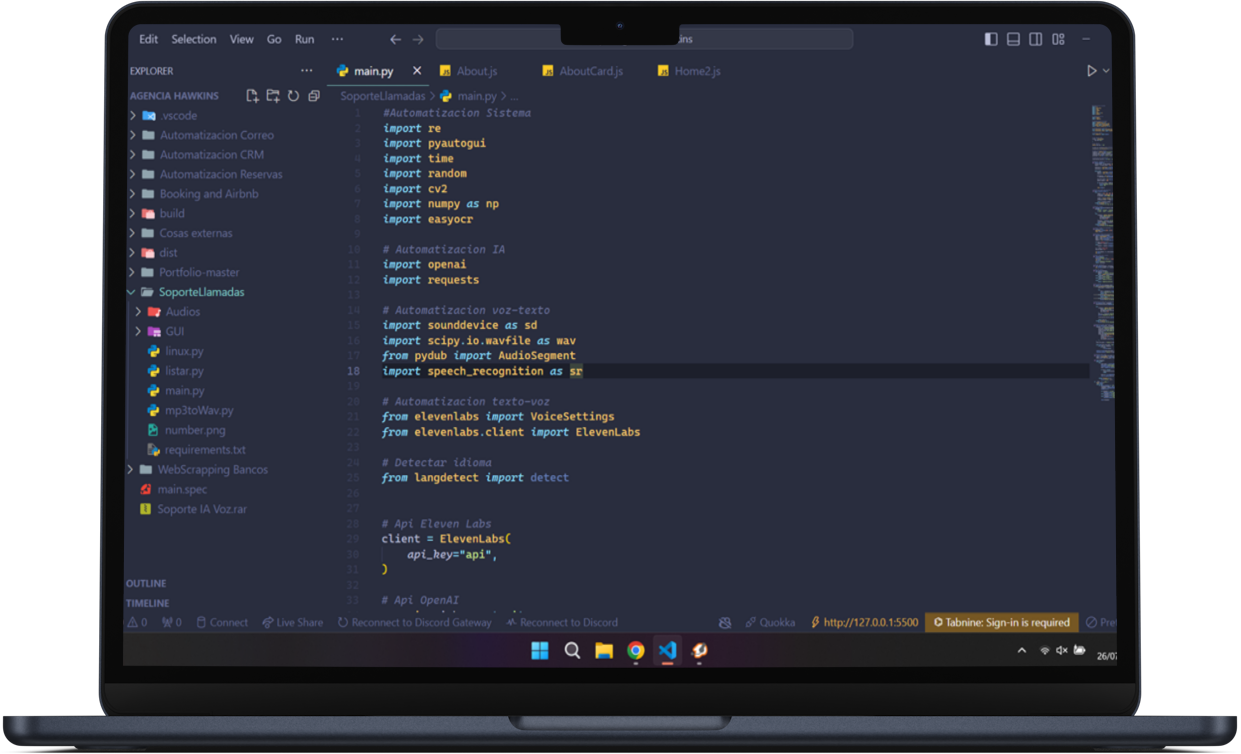 Edit Selection View Go Run ···
EXPLORER ···
main.py
About.js
AboutCard.js
Home2.js
AGENCIA HAWKINS
SoporteLlamadas > main.py > ...
.vscode
Automatizacion Correo
Automatizacion CRM
Automatizacion Reservas
Booking and Airbnb
build
Cosas externas
dist
Portfolio-master
SoporteLlamadas
Audios
GUI
linux.py
listar.py
main.py
mp3toWav.py
number.png
requirements.txt
WebScrapping Bancos
main.spec
Soporte IA Voz.rar
OUTLINE
TIMELINE
1 #Automatizacion Sistema
2 import re
3 import pyautogui
4 import time
5 import random
6 import cv2
7 import numpy as np
8 import easyocr
9
10 # Automatizacion IA
11 import openai
12 import requests
13
14 # Automatizacion voz-texto
15 import sounddevice as sd
16 import scipy.io.wavfile as wav
17 from pydub import AudioSegment
18 import speech_recognition as sr
19
20 # Automatizacion texto-voz
21 from elevenlabs import VoiceSettings
22 from elevenlabs.client import ElevenLabs
23
24 # Detectar idioma
25 from langdetect import detect
26
27
28 # Api Eleven Labs
29 client = ElevenLabs(
30 api_key="api",
31 )
32
33 # Api OpenAI
0 0 Connect Live Share Reconnect to Discord Gateway Reconnect to Discord Quokka http://127.0.0.1:5500 Tabnine: Sign-in is required
26/07